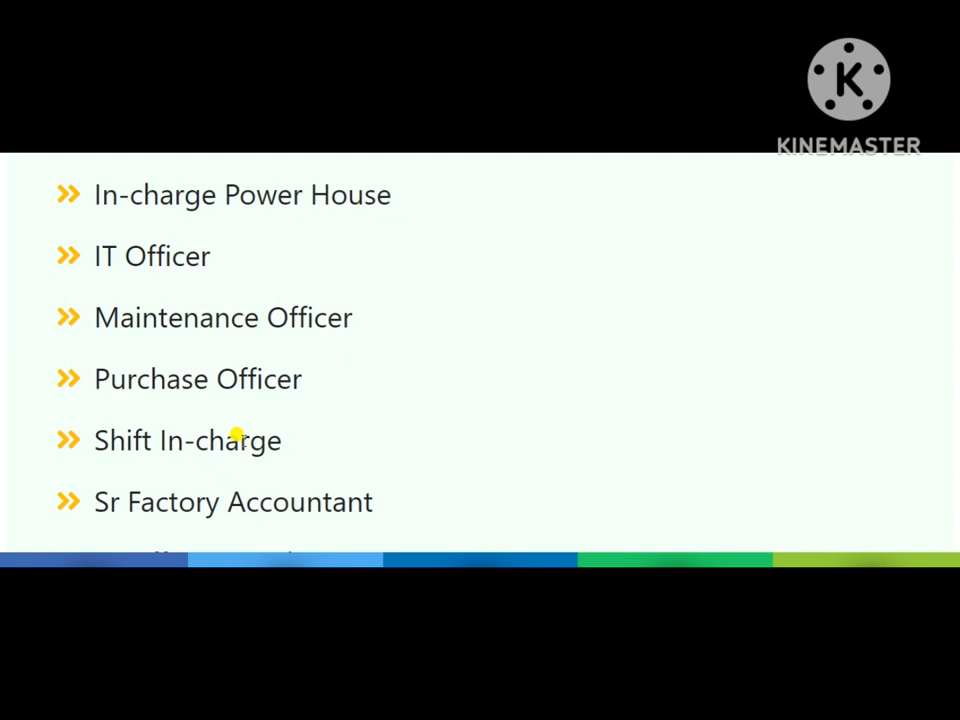 KINEMASTER
In-charge Power House
IT Officer
Maintenance Officer
Purchase Officer
Shift In-charge
Sr Factory Accountant